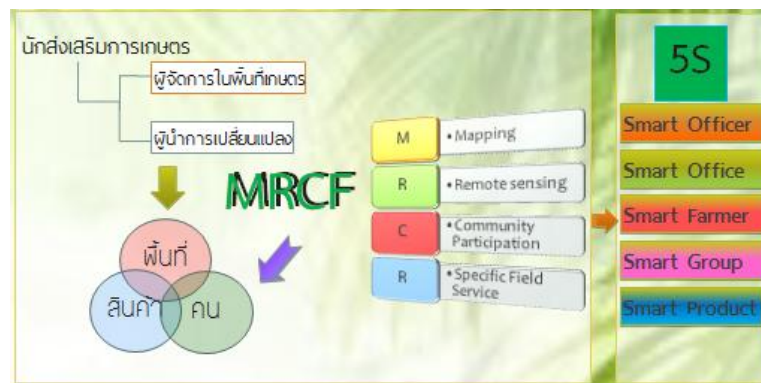 นักส่งเสริมการเกษตร
ผู้จัดการในพื้นที่เกษตร
ผู้นำการเปลี่ยนแปลง
MRCF
พื้นที่
สินค้า
คน
M
• Mapping
R
• Remote sensing
C
• Community
Participation
R
• Specific Field
Service
5S
Smart Officer
Smart Office
Smart Farmer
Smart Group
Smart Product